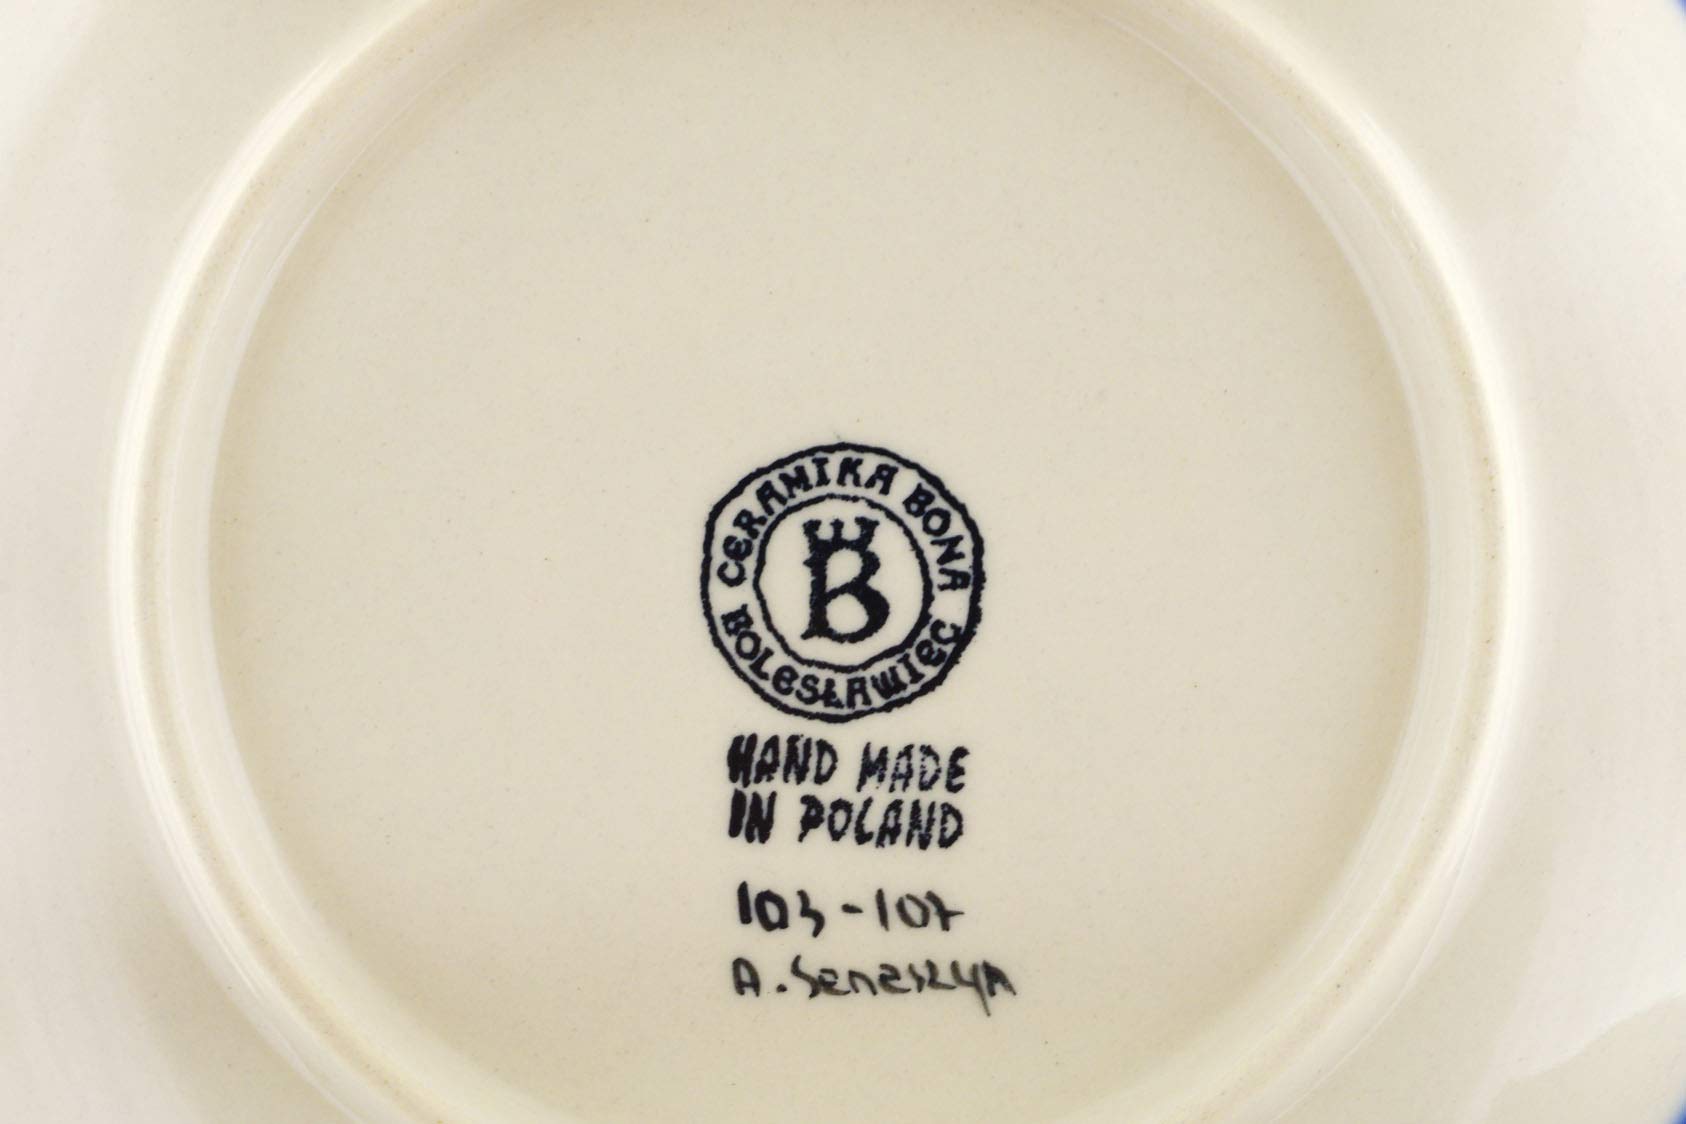 CERAMIKA BONA
BOLESŁAWIEC
B
HAND MADE
IN POLAND
103-107
A.